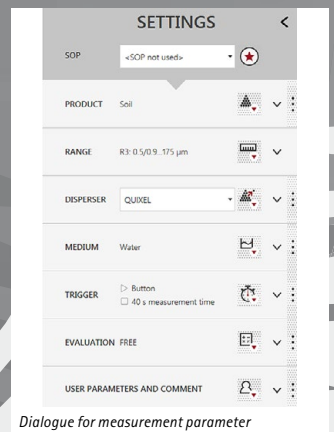 SETTINGS
SOP <SOP not used>
PRODUCT Soil
RANGE R3: 0.5/0.9...175 µm
DISPERSER QUIXEL
MEDIUM Water
TRIGGER Button
40 s measurement time
EVALUATION FREE
USER PARAMETERS AND COMMENT
Dialogue for measurement parameter